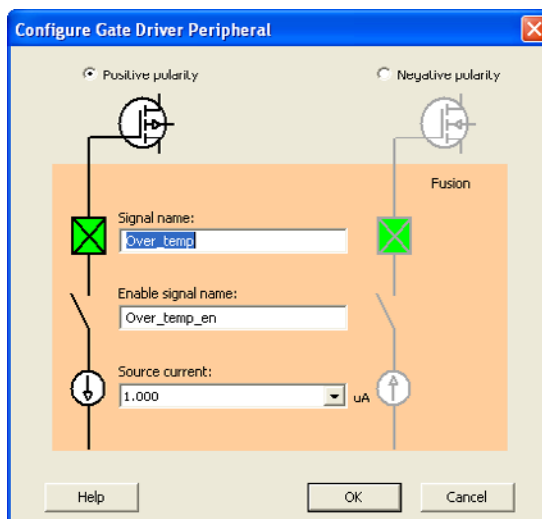 Configure Gate Driver Peripheral
Positive polarity
Negative polarity
Fusion
Signal name:
Over_temp
Enable signal name:
Over_temp_en
Source current:
1.000
uA
Help
OK
Cancel